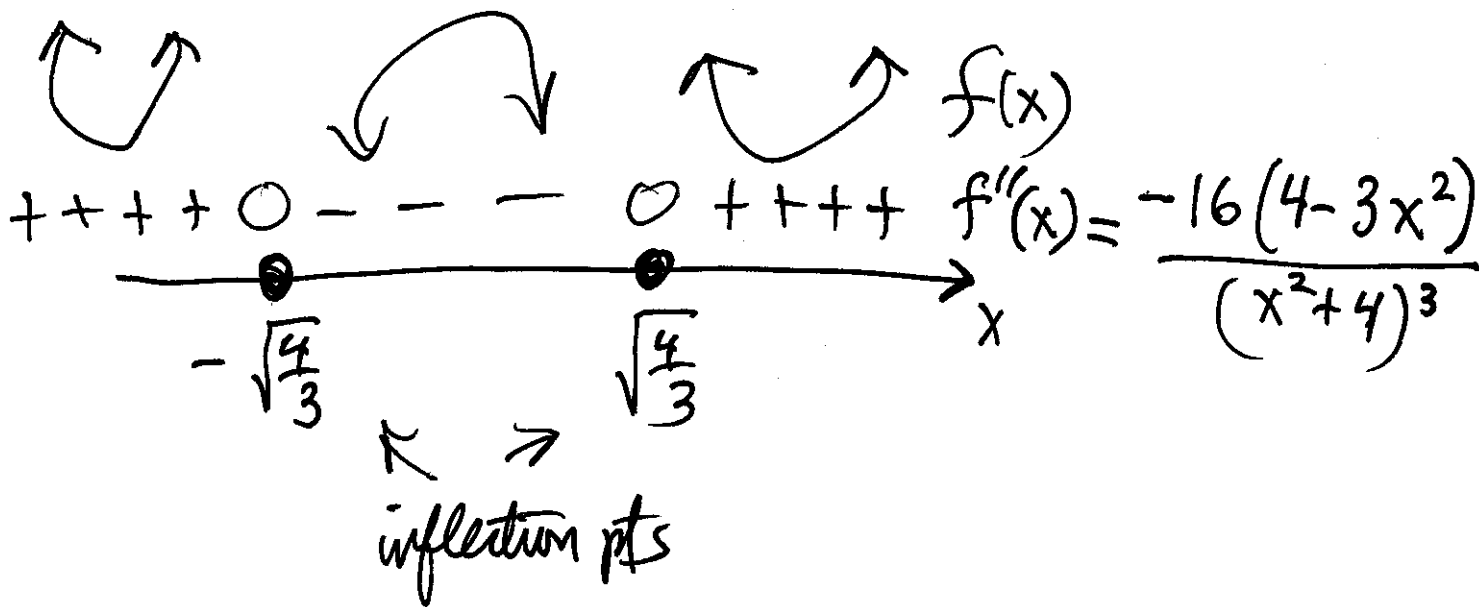 f(x)
+ + + + 0 - - - 0 + + + + f''(x) = -16(4-3x²)/(x²+4)³
x
-√(4/3) √(4/3)
inflection pts